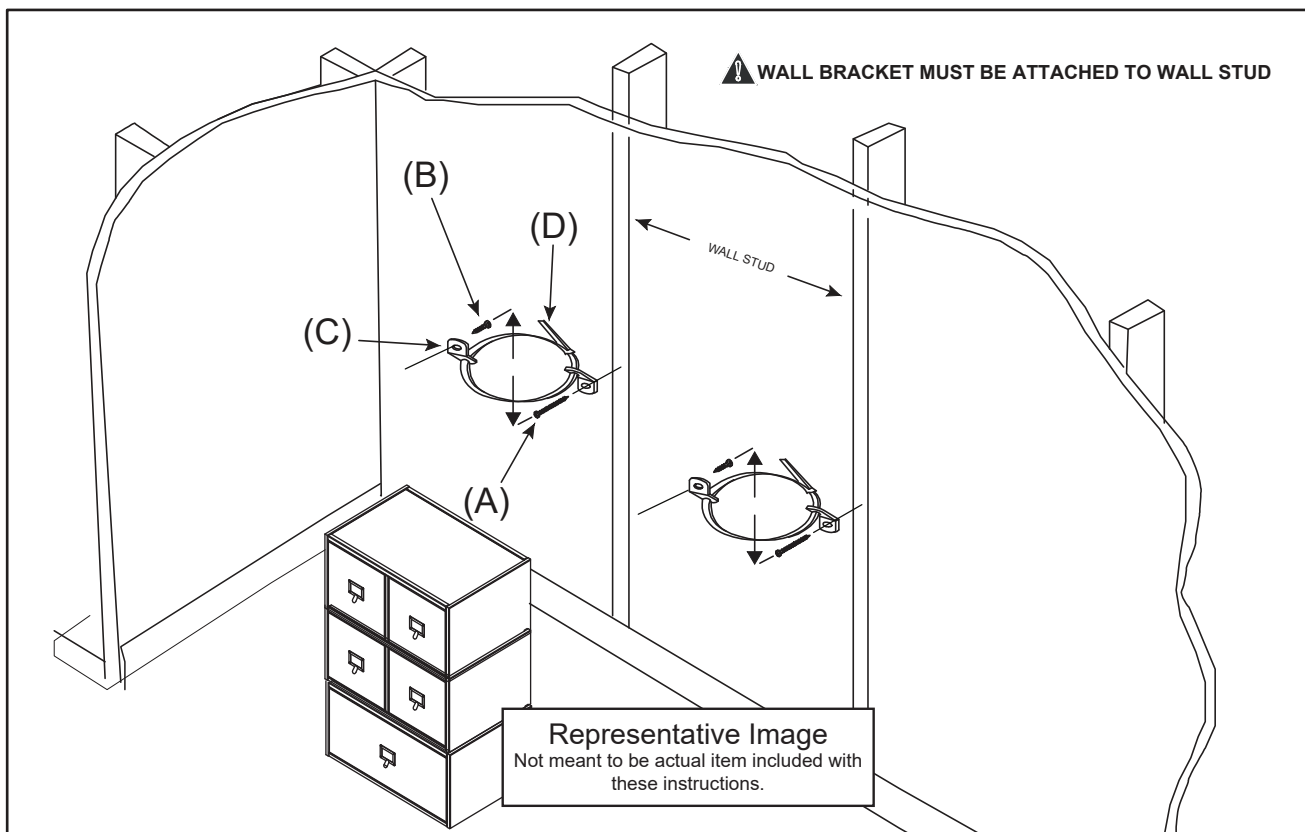 WALL BRACKET MUST BE ATTACHED TO WALL STUD
(B)
(D)
WALL STUD
(C)
(A)
Representative Image
Not meant to be actual item included with
these instructions.